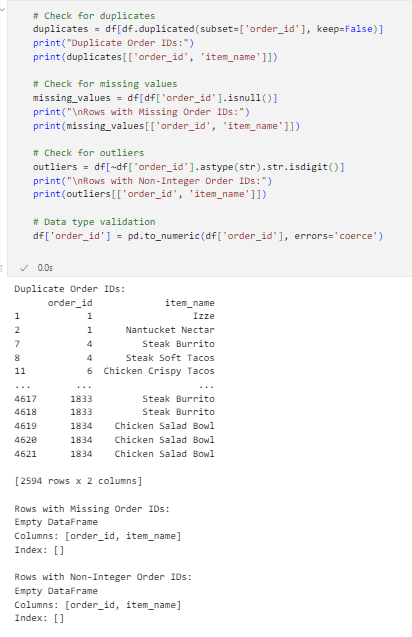 # Check for duplicates
duplicates = df[df.duplicated(subset=['order_id'], keep=False)]
print("Duplicate Order IDs:")
print(duplicates[['order_id', 'item_name']])

# Check for missing values
missing_values = df[df['order_id'].isnull()]
print("\nRows with Missing Order IDs:")
print(missing_values[['order_id', 'item_name']])

# Check for outliers
outliers = df[~df['order_id'].astype(str).str.isdigit()]
print("\nRows with Non-Integer Order IDs:")
print(outliers[['order_id', 'item_name']])

# Data type validation
df['order_id'] = pd.to_numeric(df['order_id'], errors='coerce')
✓ 0.0s
Duplicate Order IDs:
order_id item_name
1 1 Izze
2 1 Nantucket Nectar
7 4 Steak Burrito
8 4 Steak Soft Tacos
11 6 Chicken Crispy Tacos
... ... ...
4617 1833 Steak Burrito
4618 1833 Steak Burrito
4619 1834 Chicken Salad Bowl
4620 1834 Chicken Salad Bowl
4621 1834 Chicken Salad Bowl

[2594 rows x 2 columns]

Rows with Missing Order IDs:
Empty DataFrame
Columns: [order_id, item_name]
Index: []

Rows with Non-Integer Order IDs:
Empty DataFrame
Columns: [order_id, item_name]
Index: []